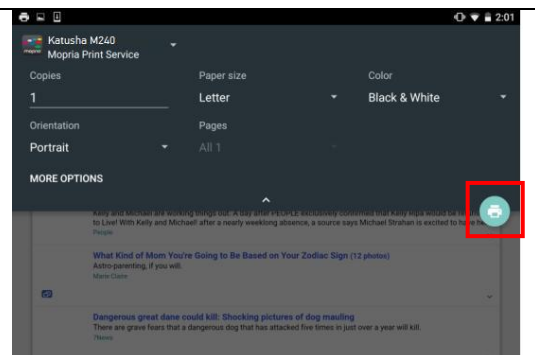 2:01
Katusha M240
Mopria Print Service
Copies Paper size Color
1 Letter Black & White
Orientation Pages
Portrait All 1
MORE OPTIONS
Kelly and Michael are working things out. A day after PEOPLE exclusively confirmed that Kelly Ripa would be
to Live! With Kelly and Michael! after a nearly weeklong absence, a source says Michael Strahan is excited to
People
What Kind of Mom You're Going to Be Based on Your Zodiac Sign (12 photos)
Astro-parenting, if you will.
Marie Claire
Dangerous great dane could kill: Shocking pictures of dog mauling
There are grave fears that a dangerous dog that has attacked five times in just over a year will kill.
7News